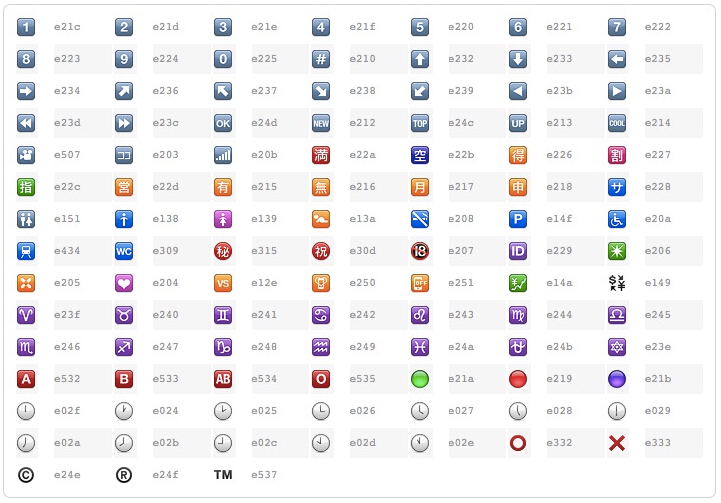 1 e21c 2 e21d 3 e21e 4 e21f 5 e220 6 e221 7 e222
8 e223 9 e224 0 e225 # e210 e232 e233 e235
e234 e236 e237 e238 e239 e23b e23a
e23d e23c OK e24d NEW e212 TOP e24c UP e213 COOL e214
e507 ココ e203 e20b 満 e22a 空 e22b 得 e226 割 e227
指 e22c 営 e22d 有 e215 無 e216 月 e217 申 e218 サ e228
e151 e138 e139 e13a e208 P e14f e20a
e434 WC e309 秘 e315 祝 e30d 18 e207 ID e229 e206
e205 e204 VS e12e e250 OFF e251 ¥ e14a $¥ e149
e23f e240 e241 e242 e243 e244 e245
e246 e247 e248 e249 e24a e24b e23e
A e532 B e533 AB e534 O e535 e21a e219 e21b
e02f e024 e025 e026 e027 e028 e029
e02a e02b e02c e02d e02e e332 e333
© e24e ® e24f TM e537